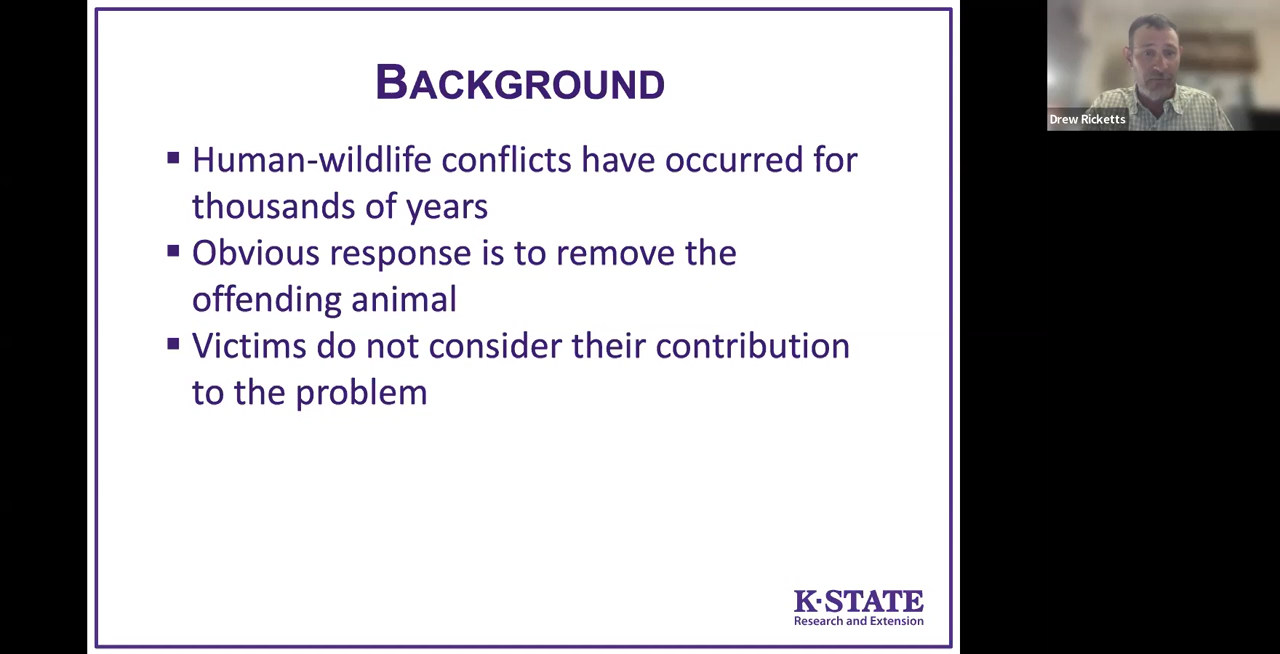 BACKGROUND
▪ Human-wildlife conflicts have occurred for
thousands of years
▪ Obvious response is to remove the
offending animal
▪ Victims do not consider their contribution
to the problem
K·STATE
Research and Extension
Drew Ricketts